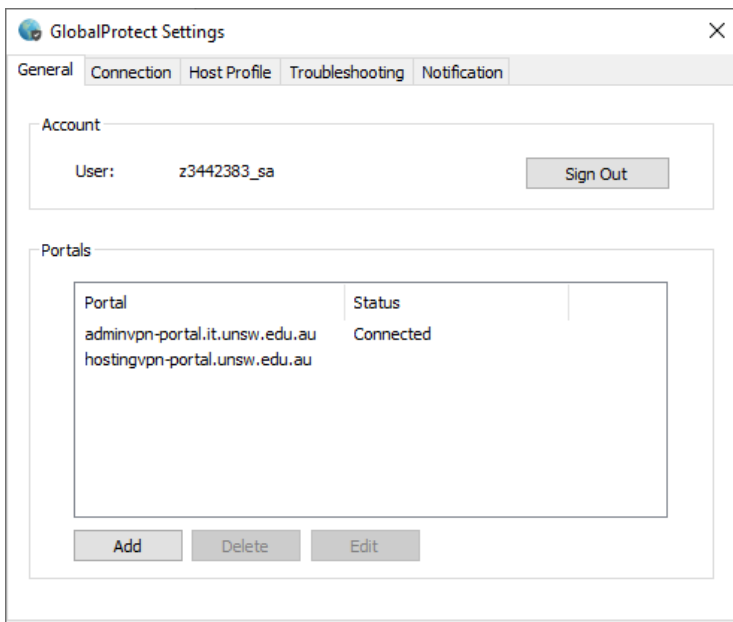 GlobalProtect Settings
General Connection Host Profile Troubleshooting Notification
Account
User: z3442383_sa Sign Out
Portals
Portal Status
adminvpn-portal.it.unsw.edu.au Connected
hostingvpn-portal.unsw.edu.au
Add Delete Edit